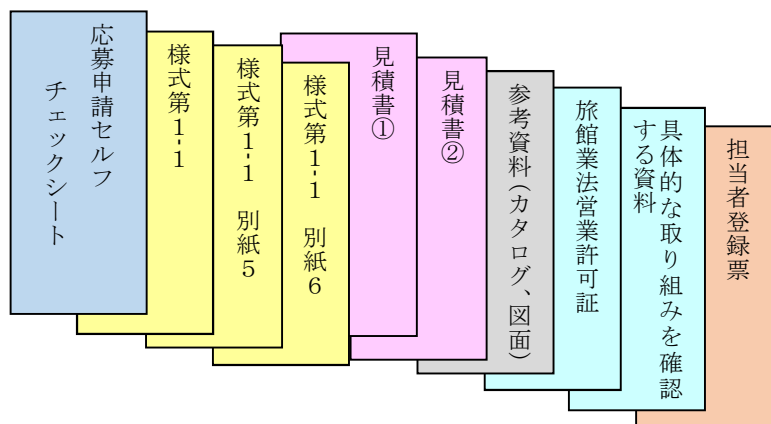 応募申請セルフ
チェックシート
様式第1-1
様式第1-1　別紙5
様式第1-1　別紙6
見積書①
見積書②
参考資料(カタログ、図面)
旅館業法営業許可証
具体的な取り組みを確認
する資料
担当者登録票